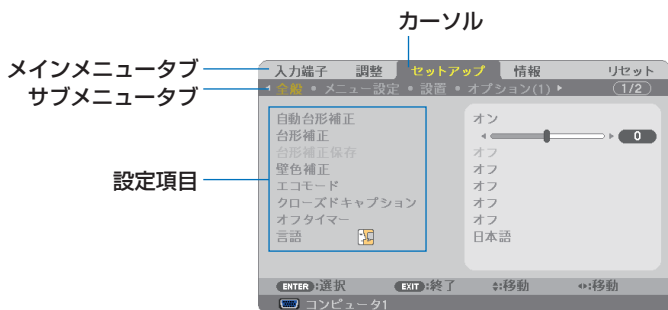 カーソル
メインメニュータブ
サブメニュータブ
設定項目
入力端子 調整 セットアップ 情報 リセット
全般 • メニュー設定 • 設置 • オプション(1) (1/2)
自動台形補正 オン
台形補正 0
台形補正保存 オフ
壁色補正 オフ
エコモード オフ
クローズドキャプション オフ
オフタイマー オフ
言語 日本語
ENTER:選択 EXIT:終了 :移動 :移動
コンピュータ1